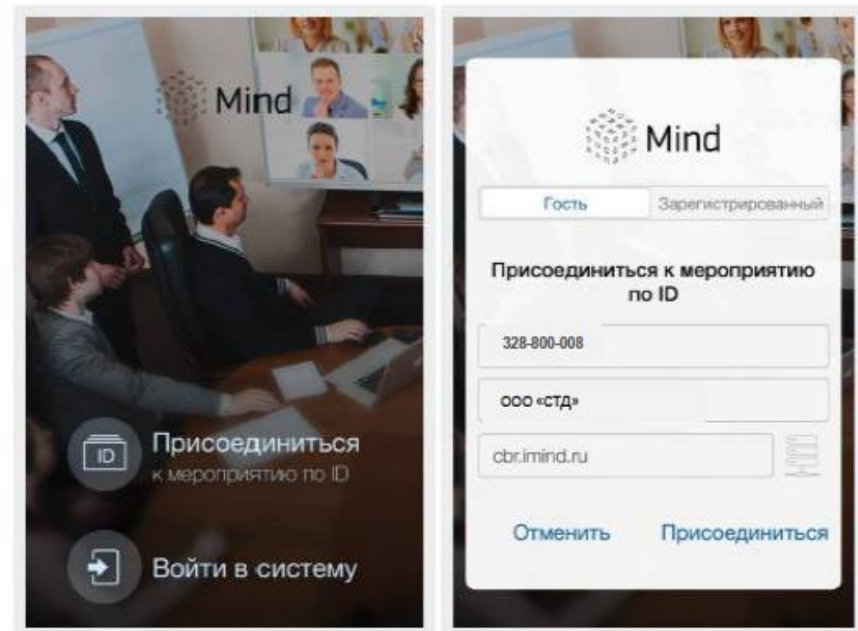 Mind
ID
Присоединиться
к мероприятию по ID
Войти в систему
Mind
Гость
Зарегистрированный
Присоединиться к мероприятию
по ID
328-800-008
ООО «СТД»
cbr.imind.ru
Отменить
Присоединиться